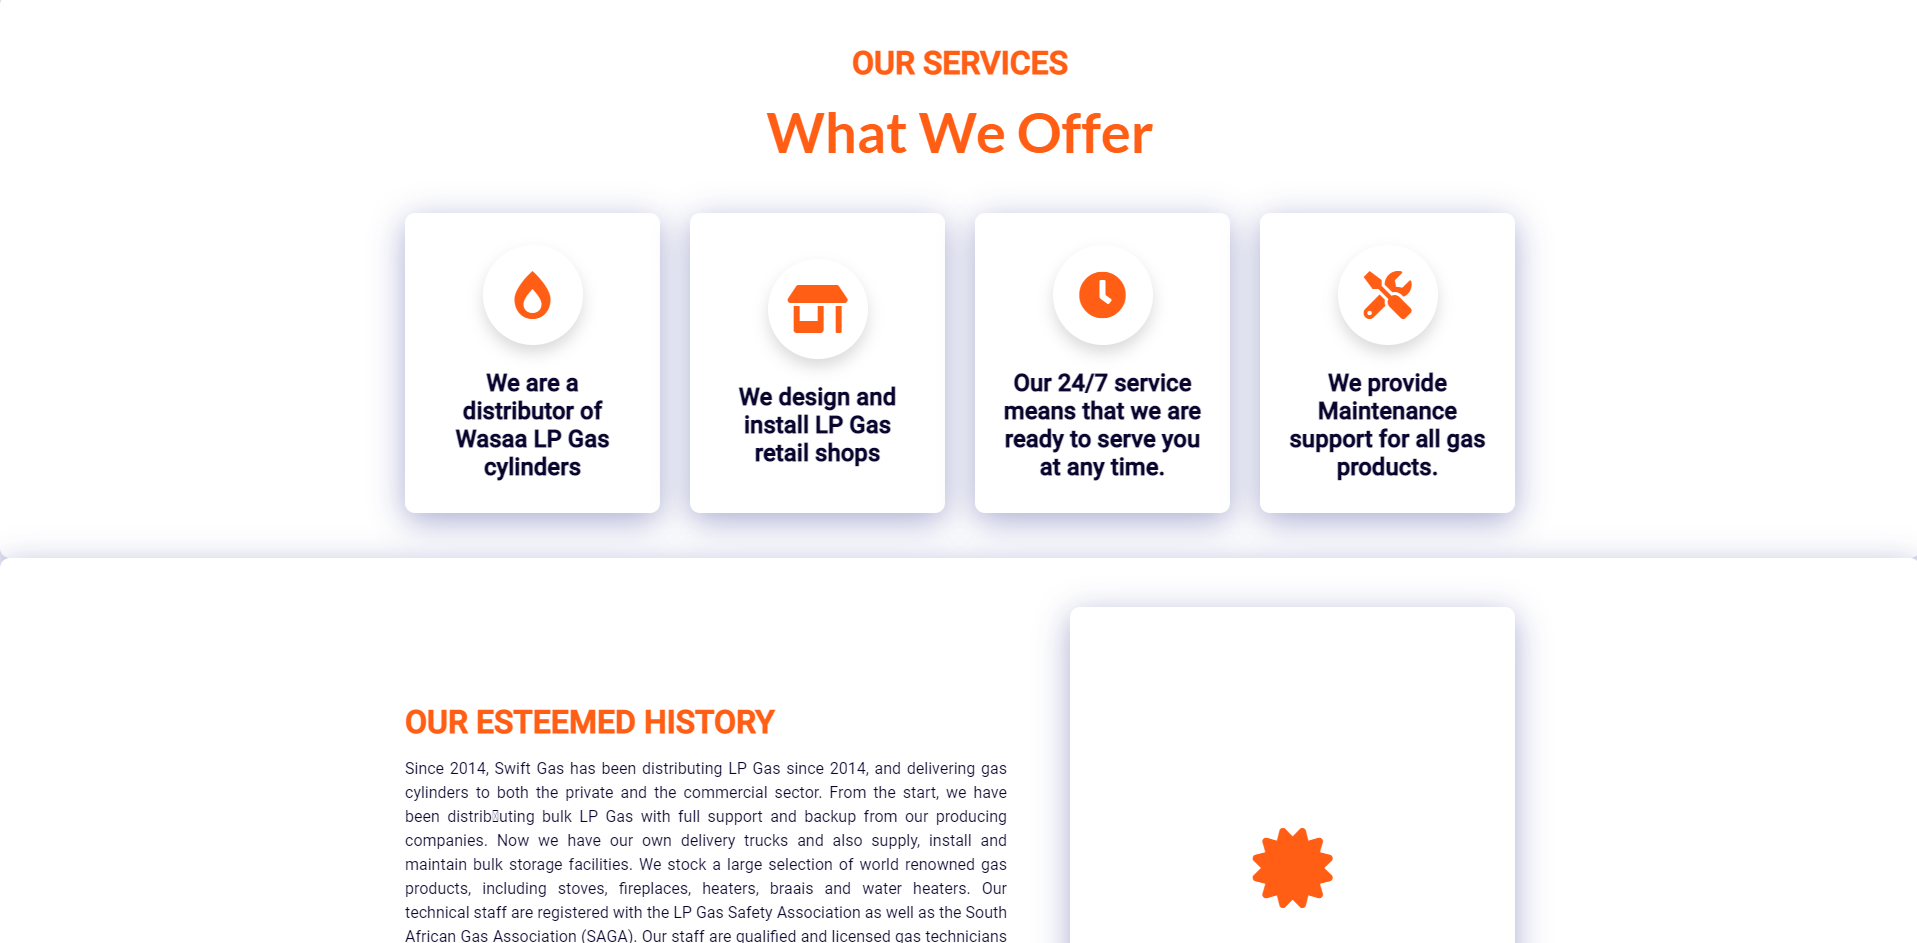 OUR SERVICES
What We Offer
We are a
distributor of
Wasaa LP Gas
cylinders
We design and
install LP Gas
retail shops
Our 24/7 service
means that we are
ready to serve you
at any time.
We provide
Maintenance
support for all gas
products.
OUR ESTEEMED HISTORY
Since 2014, Swift Gas has been distributing LP Gas since 2014, and delivering gas
cylinders to both the private and the commercial sector. From the start, we have
been distributing bulk LP Gas with full support and backup from our producing
companies. Now we have our own delivery trucks and also supply, install and
maintain bulk storage facilities. We stock a large selection of world renowned gas
products, including stoves, fireplaces, heaters, braais and water heaters. Our
technical staff are registered with the LP Gas Safety Association as well as the South
African Gas Association (SAGA). Our staff are qualified and licensed gas technicians